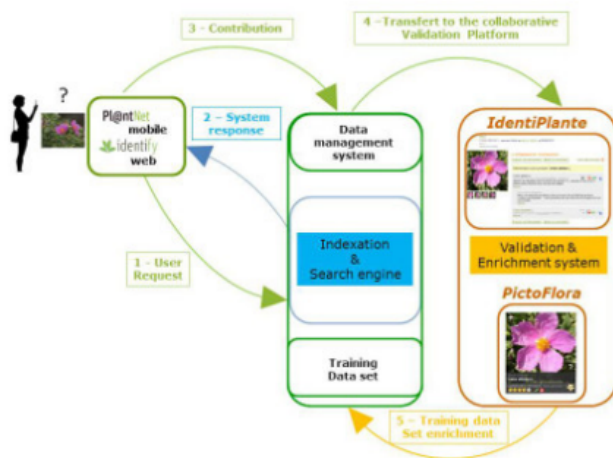 3 – Contribution
4 –Transfert to the collaborative
Validation Platform
?
Pl@ntNet
mobile
identify
web
2 – System
response
Data
management
system
IdentiPlante
1 - User
Request
Indexation
&
Search engine
Validation &
Enrichment system
PictoFlora
Training
Data set
5 – Training data
Set enrichment